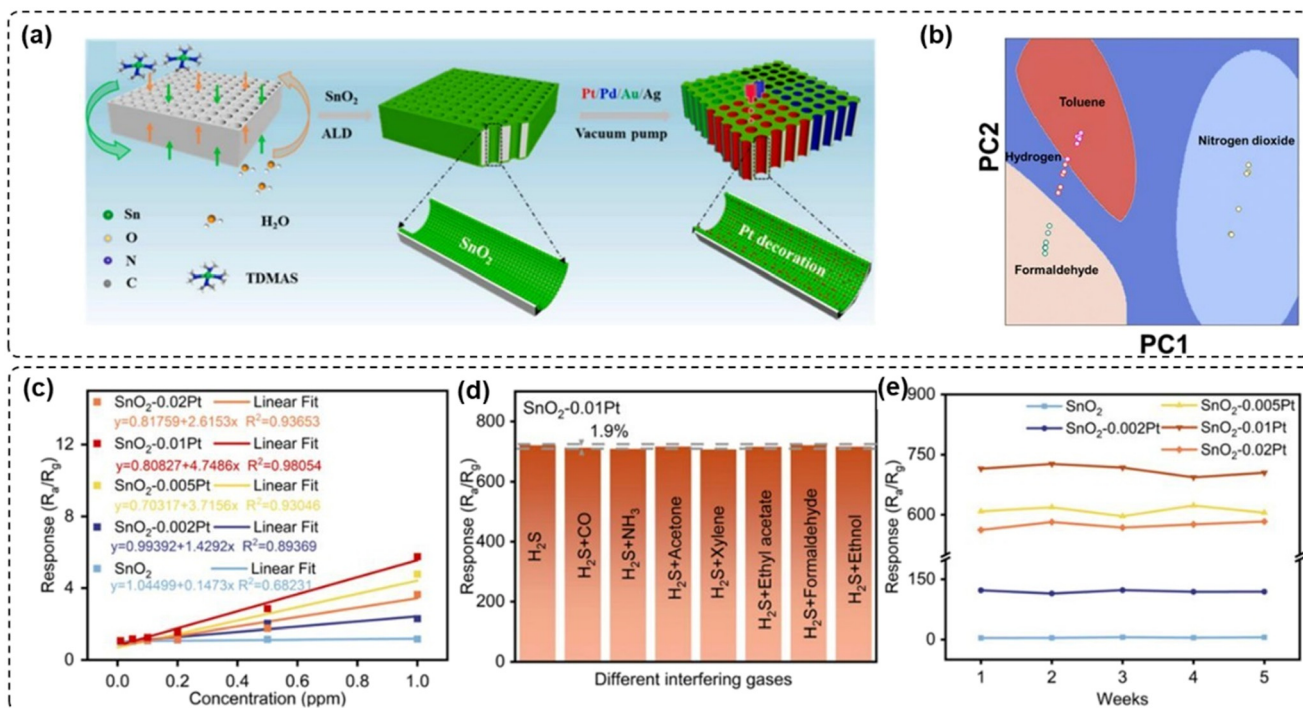 (a)
SnO₂
ALD
Pt/Pd/Au/Ag
Vacuum pump
Sn
O
N
C
H₂O
TDMAS
SnO₂
Pt decoration
(b)
PC2
Toluene
Hydrogen
Nitrogen dioxide
Formaldehyde
PC1
(c)
Response (Rₐ/R_g)
12
8
4
0
SnO₂-0.02Pt Linear Fit
y=0.81759+2.6153x R²=0.93653
SnO₂-0.01Pt Linear Fit
y=0.80827+4.7486x R²=0.98054
SnO₂-0.005Pt Linear Fit
y=0.70317+3.7156x R²=0.93046
SnO₂-0.002Pt Linear Fit
y=0.99392+1.4292x R²=0.89369
SnO₂ Linear Fit
y=1.04499+0.1473x R²=0.68231
0.0 0.2 0.4 0.6 0.8 1.0
Concentration (ppm)
(d)
Response (Rₐ/R_g)
800
600
400
200
0
SnO₂-0.01Pt
1.9%
H₂S
H₂S+CO
H₂S+NH₃
H₂S+Acetone
H₂S+Xylene
H₂S+Ethyl acetate
H₂S+Formaldehyde
H₂S+Ethnol
Different interfering gases
(e)
Response (Rₐ/R_g)
900
750
600
150
0
SnO₂ SnO₂-0.005Pt
SnO₂-0.002Pt SnO₂-0.01Pt
SnO₂-0.02Pt
1 2 3 4 5
Weeks